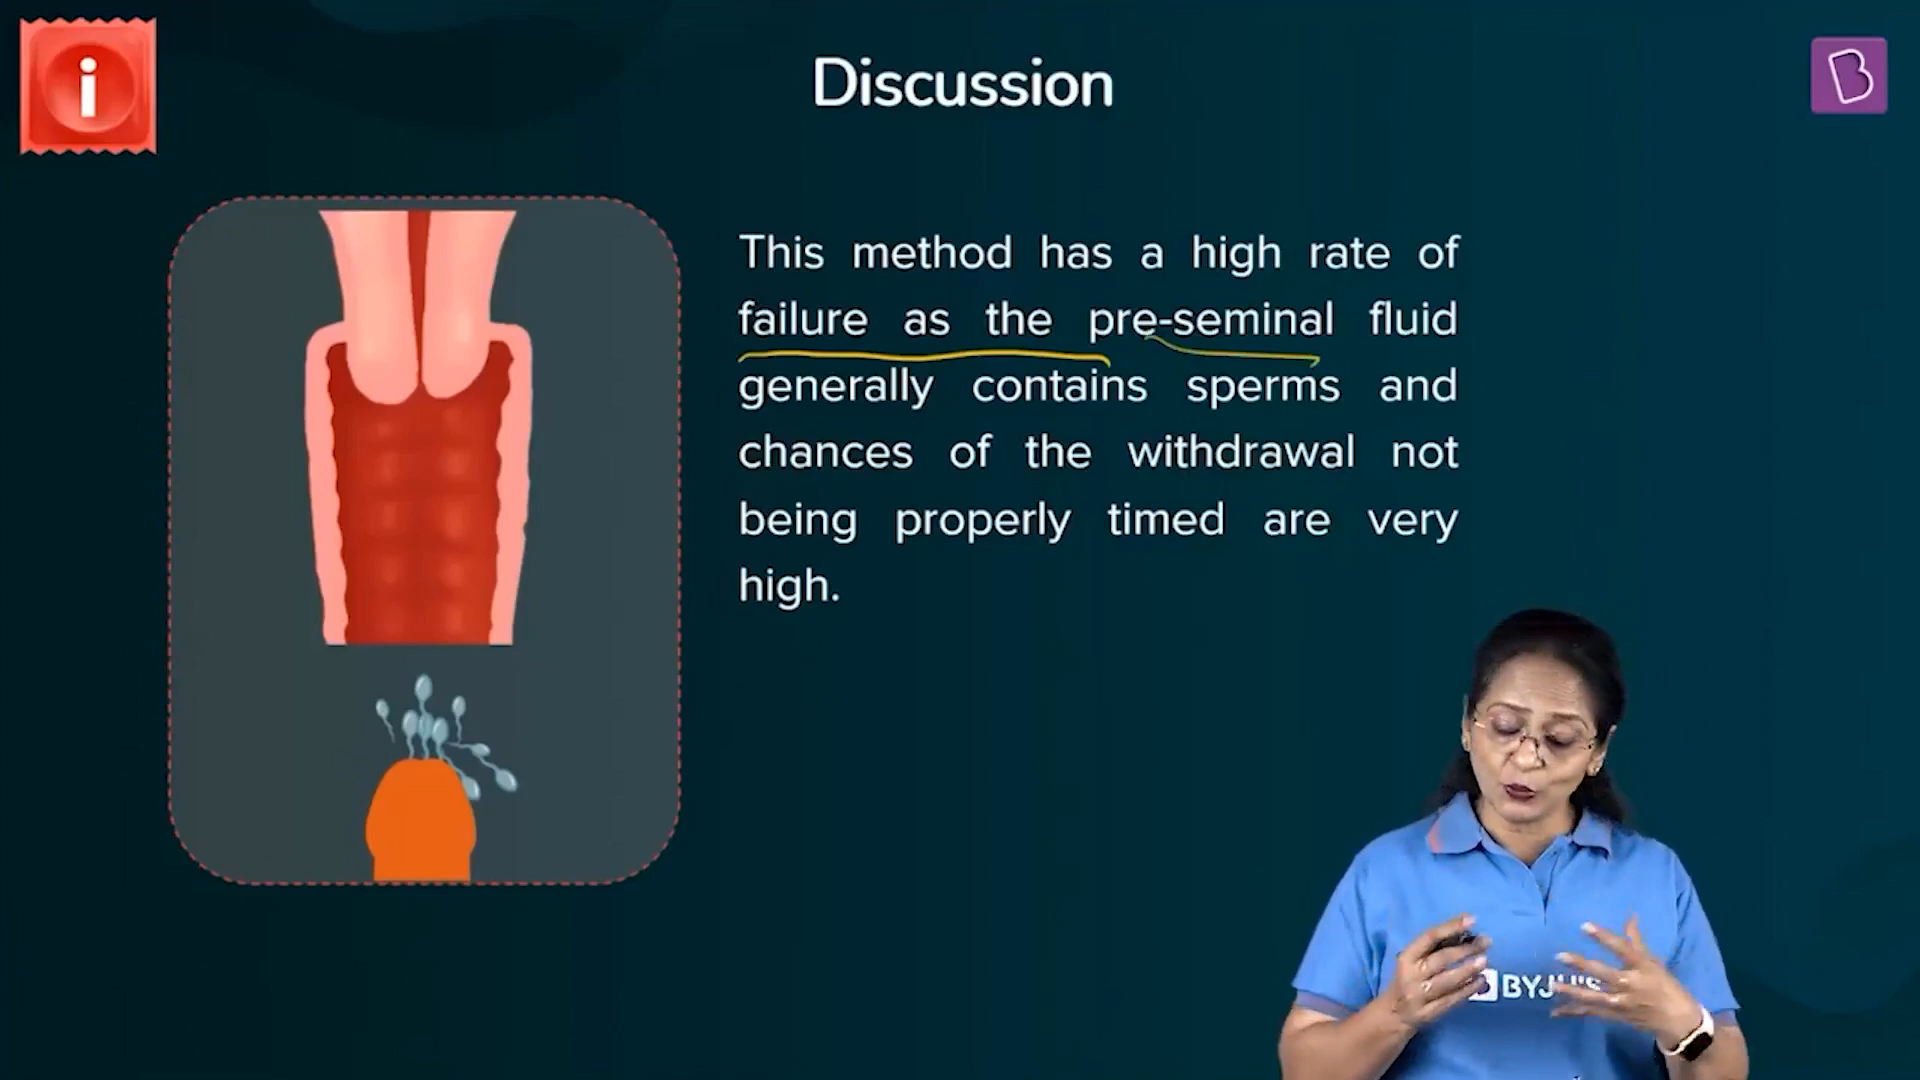 Discussion
This method has a high rate of
failure as the pre-seminal fluid
generally contains sperms and
chances of the withdrawal not
being properly timed are very
high.